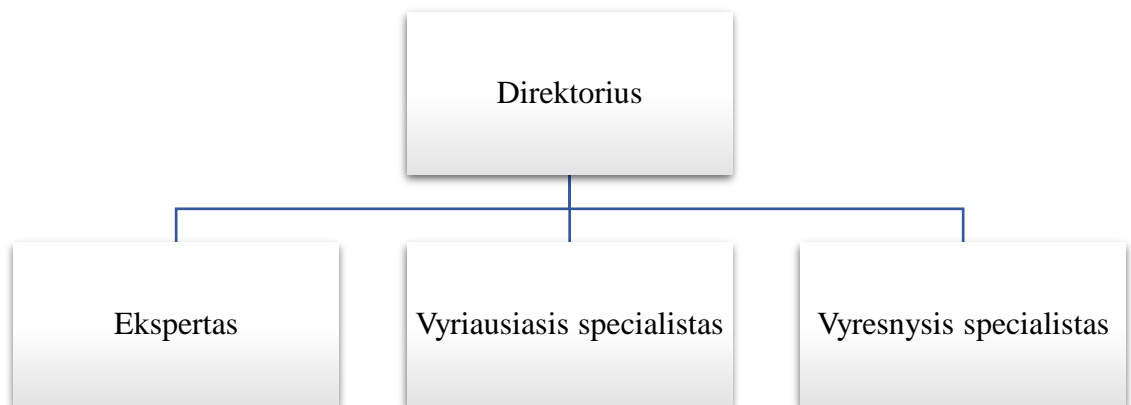 Direktorius
Ekspertas
Vyriausiasis specialistas
Vyresnysis specialistas